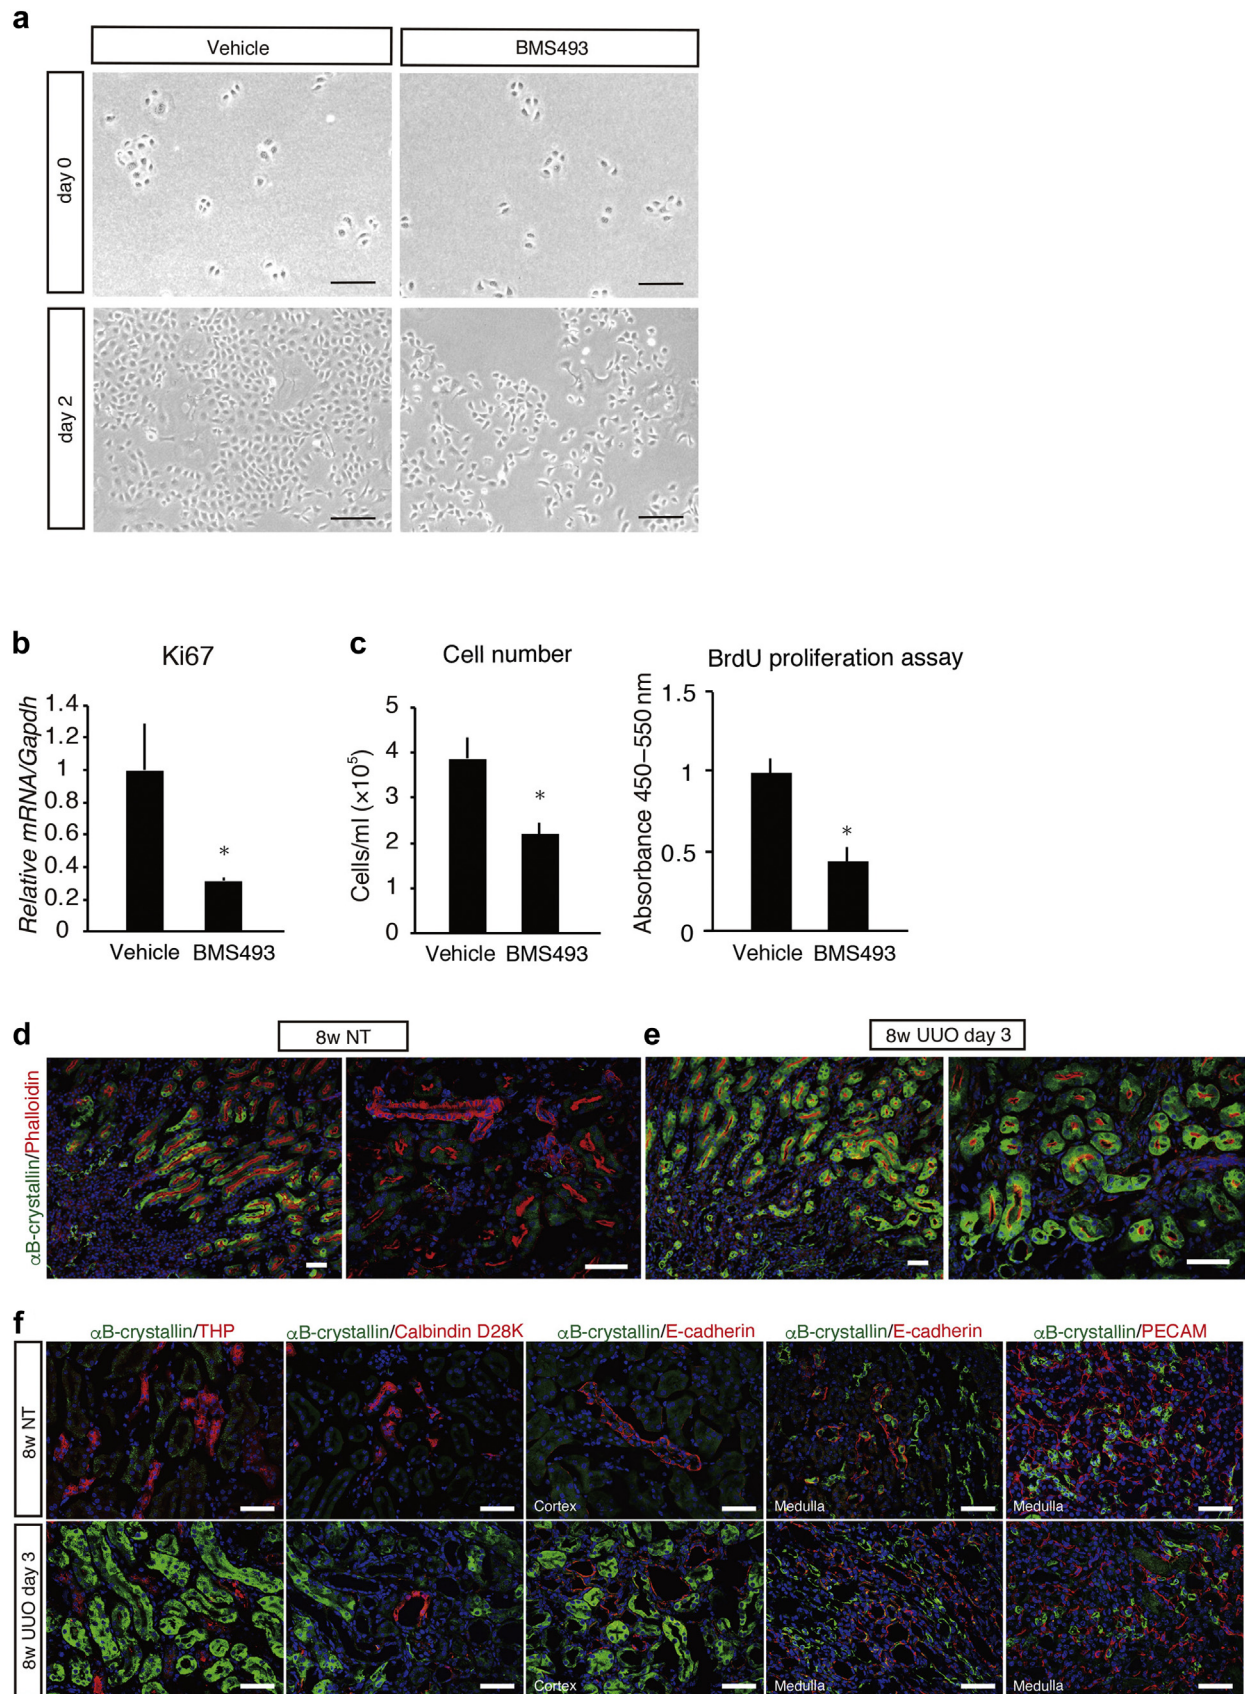 a
Vehicle
BMS493
day 0
day 2
b
Ki67
Relative mRNA/Gapdh
1.4
1.2
1
0.8
0.6
0.4
0.2
0
*
Vehicle BMS493
c
Cell number
Cells/ml (×10⁵)
5
4
3
2
1
0
*
Vehicle BMS493
BrdU proliferation assay
Absorbance 450–550 nm
1.5
1
0.5
0
*
Vehicle BMS493
d
8w NT
αB-crystallin/Phalloidin
e
8w UUO day 3
f
αB-crystallin/THP
αB-crystallin/Calbindin D28K
αB-crystallin/E-cadherin
αB-crystallin/E-cadherin
αB-crystallin/PECAM
8w NT
Cortex
Medulla
Medulla
8w UUO day 3
Cortex
Medulla
Medulla